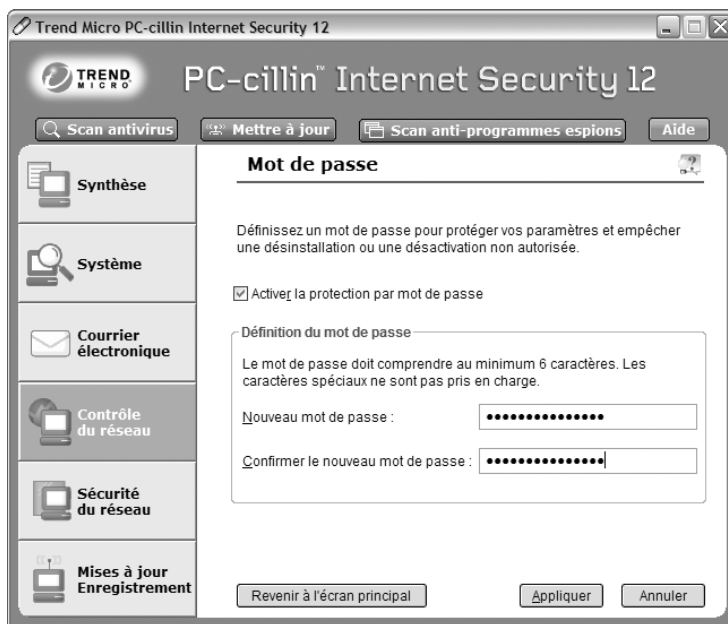 Trend Micro PC-cillin Internet Security 12
TREND
MICRO
PC-cillin™ Internet Security 12
Scan antivirus
Mettre à jour
Scan anti-programmes espions
Aide
Synthèse
Système
Courrier
électronique
Contrôle
du réseau
Sécurité
du réseau
Mises à jour
Enregistrement
Mot de passe
Définissez un mot de passe pour protéger vos paramètres et empêcher
une désinstallation ou une désactivation non autorisée.
Activer la protection par mot de passe
Définition du mot de passe
Le mot de passe doit comprendre au minimum 6 caractères. Les
caractères spéciaux ne sont pas pris en charge.
Nouveau mot de passe : •••••••••••••••
Confirmer le nouveau mot de passe : •••••••••••••••
Revenir à l'écran principal
Appliquer
Annuler